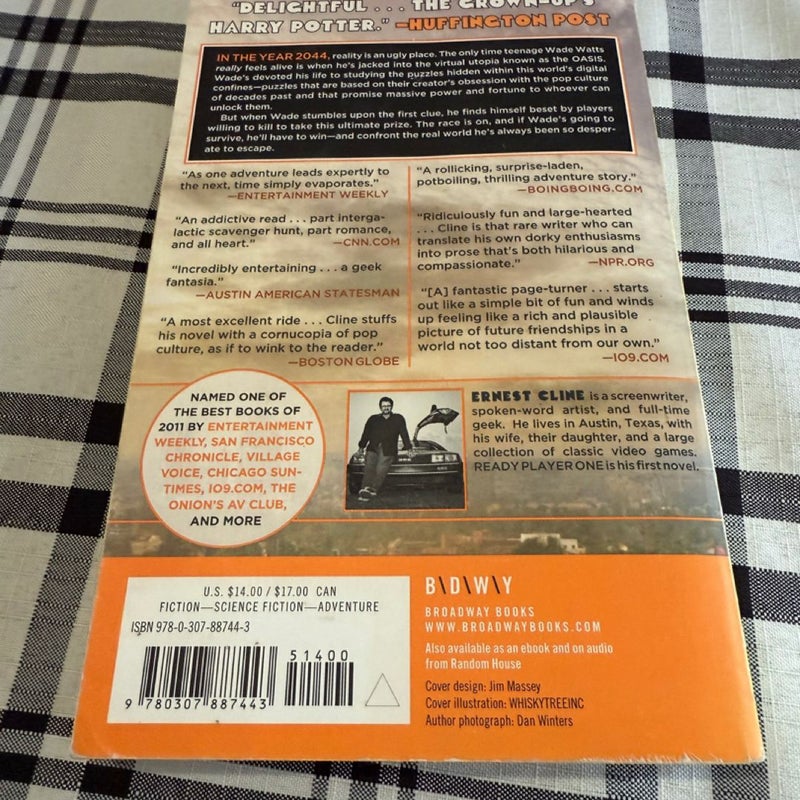 "DELIGHTFUL . . . THE GROWN-UP'S
HARRY POTTER." —HUFFINGTON POST
IN THE YEAR 2044, reality is an ugly place. The only time teenage Wade Watts
really feels alive is when he's jacked into the virtual utopia known as the OASIS.
Wade's devoted his life to studying the puzzles hidden within this world's digital
confines—puzzles that are based on their creator's obsession with the pop culture
of decades past and that promise massive power and fortune to whoever can
unlock them.
But when Wade stumbles upon the first clue, he finds himself beset by players
willing to kill to take this ultimate prize. The race is on, and if Wade's going to
survive, he'll have to win—and confront the real world he's always been so desper-
ate to escape.
"As one adventure leads expertly to
the next, time simply evaporates."
—ENTERTAINMENT WEEKLY
"An addictive read . . . part interga-
lactic scavenger hunt, part romance,
and all heart." —CNN.COM
"Incredibly entertaining . . . a geek
fantasia."
—AUSTIN AMERICAN STATESMAN
"A most excellent ride . . . Cline stuffs
his novel with a cornucopia of pop
culture, as if to wink to the reader."
—BOSTON GLOBE
"A rollicking, surprise-laden,
potboiling, thrilling adventure story."
—BOINGBOING.COM
"Ridiculously fun and large-hearted
. . . Cline is that rare writer who can
translate his own dorky enthusiasms
into prose that's both hilarious and
compassionate." —NPR.ORG
"[A] fantastic page-turner . . . starts
out like a simple bit of fun and winds
up feeling like a rich and plausible
picture of future friendships in a
world not too distant from our own."
—IO9.COM
NAMED ONE OF
THE BEST BOOKS OF
2011 BY ENTERTAINMENT
WEEKLY, SAN FRANCISCO
CHRONICLE, VILLAGE
VOICE, CHICAGO SUN-
TIMES, IO9.COM, THE
ONION'S AV CLUB,
AND MORE
ERNEST CLINE is a screenwriter,
spoken-word artist, and full-time
geek. He lives in Austin, Texas, with
his wife, their daughter, and a large
collection of classic video games.
READY PLAYER ONE is his first novel.
U.S. $14.00 / $17.00 CAN
FICTION—SCIENCE FICTION—ADVENTURE
ISBN 978-0-307-88744-3
51400
9 780307 887443
B\D\W\Y
BROADWAY BOOKS
WWW.BROADWAYBOOKS.COM
Also available as an ebook and on audio
from Random House
Cover design: Jim Massey
Cover illustration: WHISKYTREEINC
Author photograph: Dan Winters